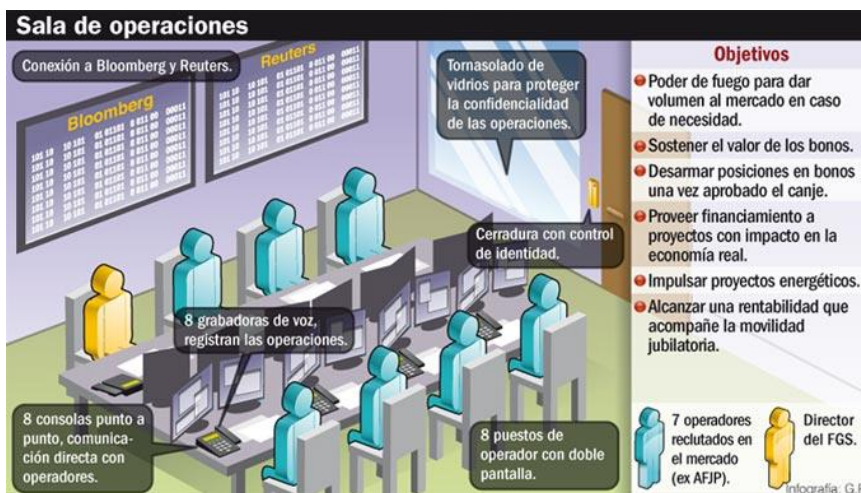 Sala de operaciones
Conexión a Bloomberg y Reuters.
Bloomberg
Reuters
Tornasolado de
vidrios para proteger
la confidencialidad
de las operaciones.
Cerradura con control
de identidad.
8 grabadoras de voz,
registran las operaciones.
8 consolas punto a
punto, comunica-
ción directa con
operadores.
8 puestos de
operador con doble
pantalla.
Objetivos
Poder de fuego para dar
volumen al mercado en caso
de necesidad.
Sostener el valor de los bonos.
Desarmar posiciones en bonos
una vez aprobado el canje.
Proveer financiamiento a
proyectos con impacto en la
economía real.
Impulsar proyectos energéticos.
Alcanzar una rentabilidad que
acompañe la movilidad
jubilatoria.
7 operadores
reclutados en
el mercado
(ex AFJP).
Director
del FGS.
Infografía: G.